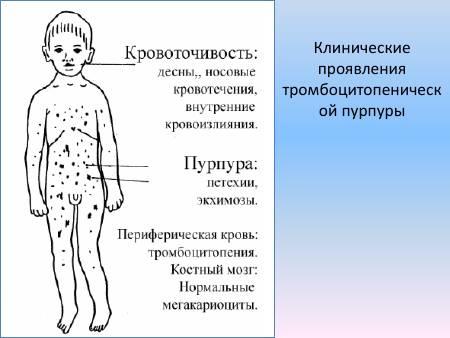 Кровоточивость:
десны,, носовые
кровотечения,
внутренние
кровоизлияния.
Пурпура:
петехии,
экхимозы.
Периферическая кровь:
тромбоцитопения.
Костный мозг:
Нормальные
мегакариоциты.
Клинические
проявления
тромбоцитопеническ
ой пурпуры